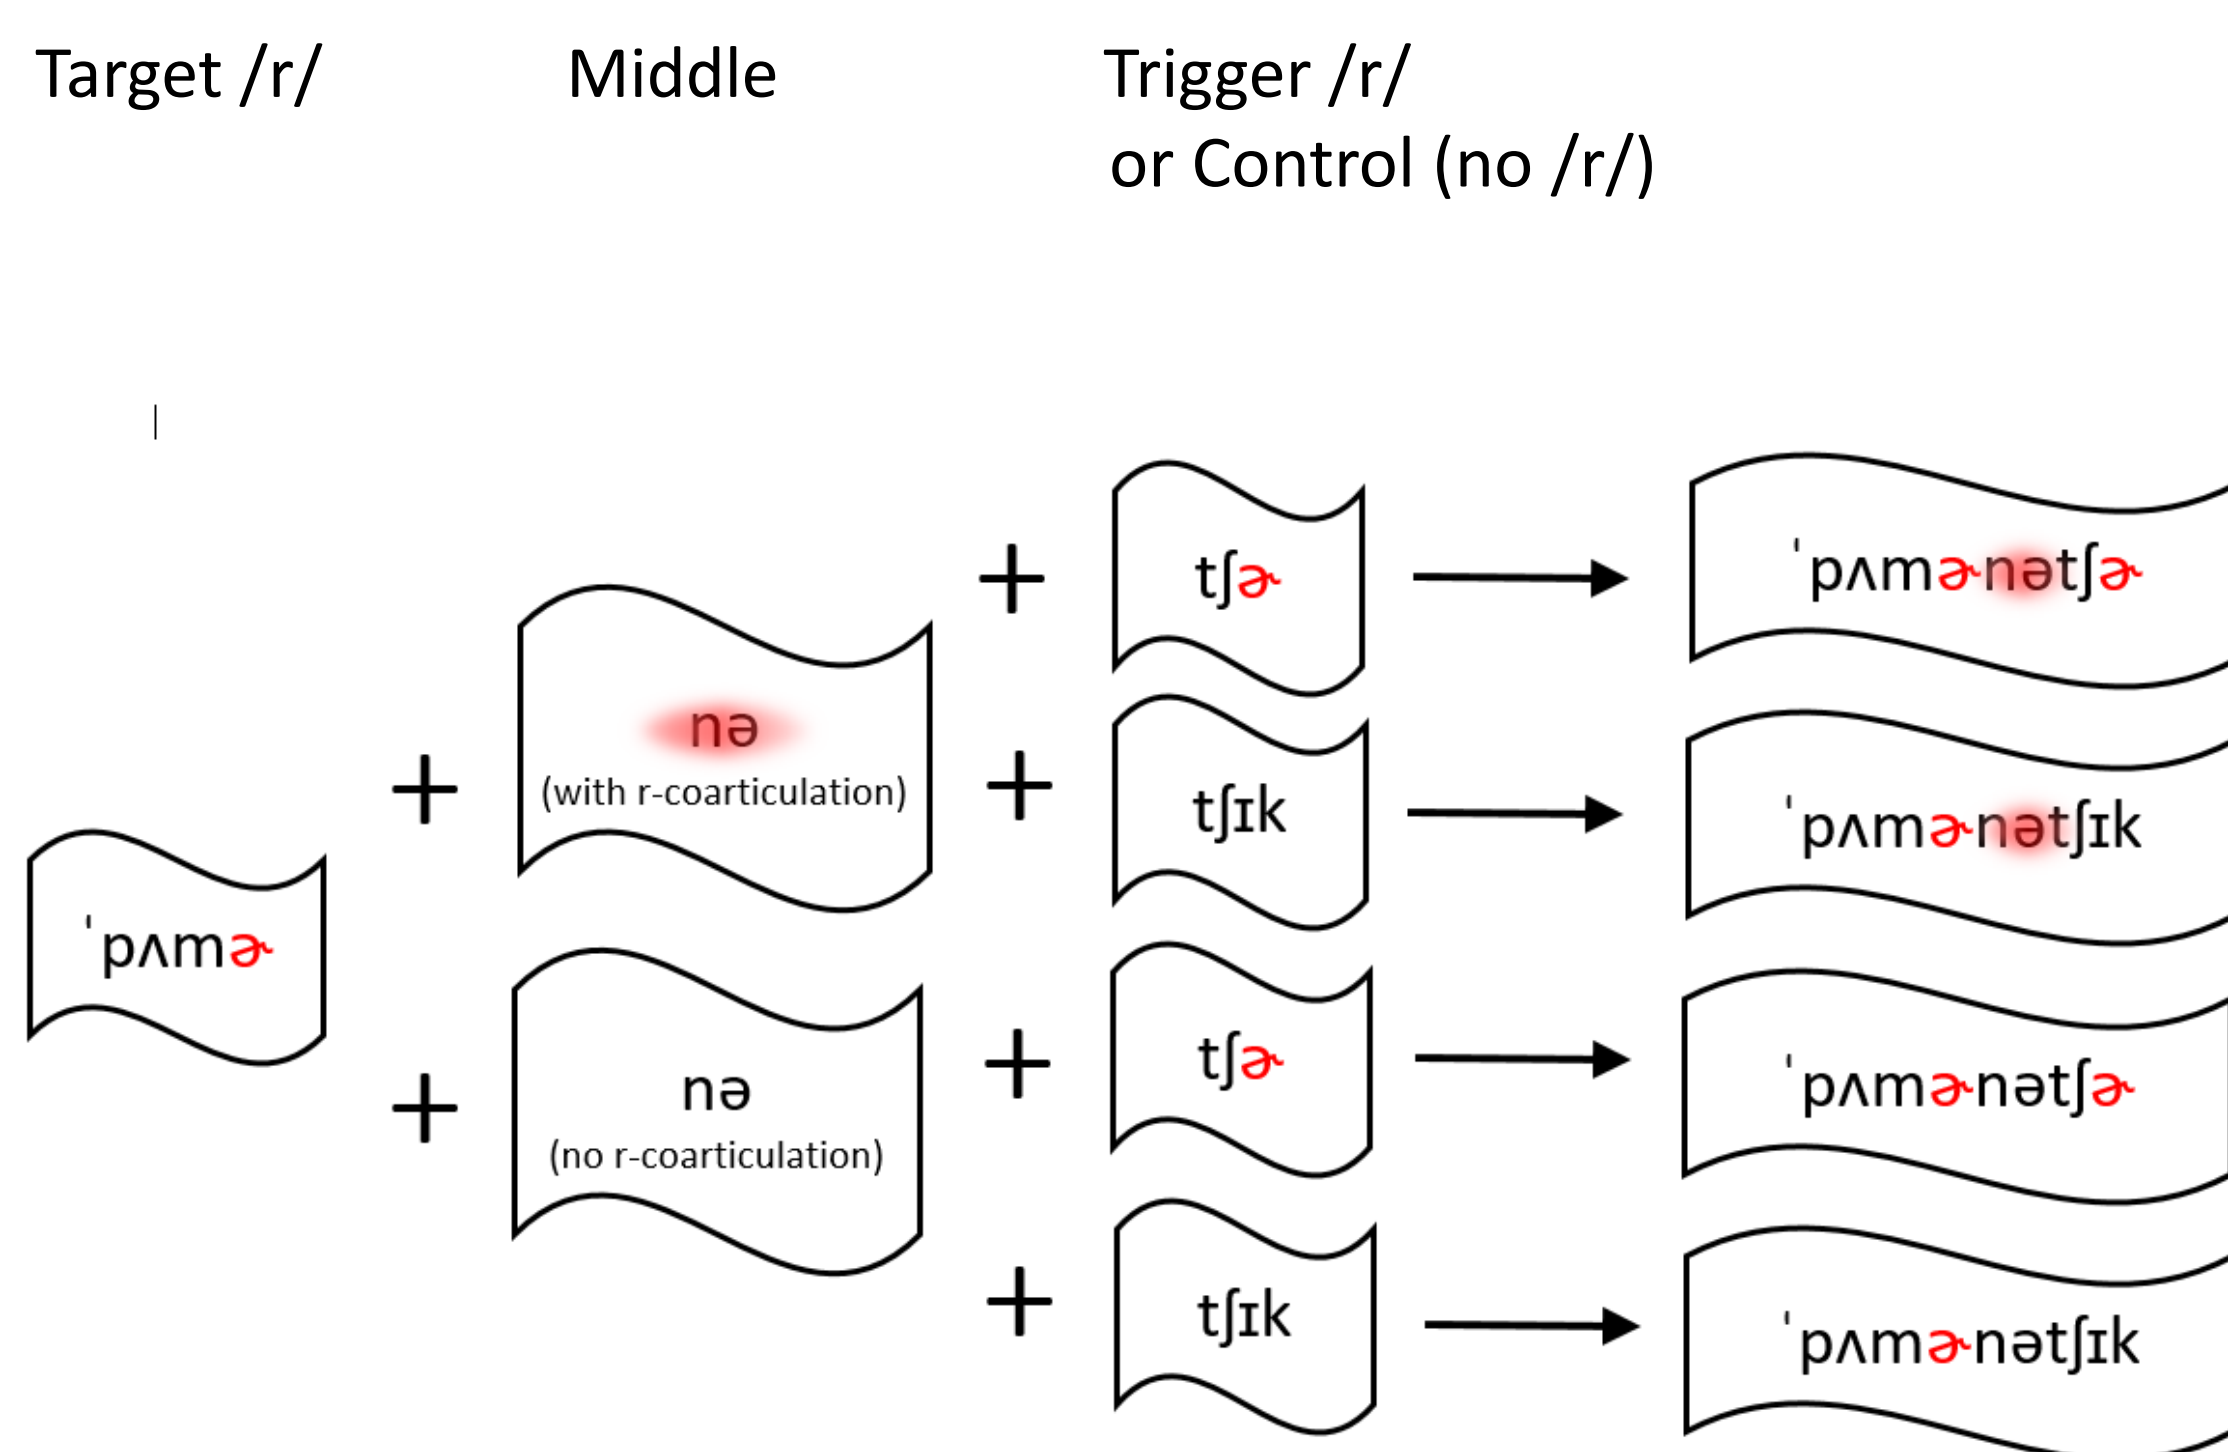 Target /r/
Middle
Trigger /r/
or Control (no /r/)
ˈpʌmɚ
+
nə
(with r-coarticulation)
+
nə
(no r-coarticulation)
+
tʃɚ
ˈpʌmɚnətʃɚ
+
tʃɪk
ˈpʌmɚnətʃɪk
+
tʃɚ
ˈpʌmɚnətʃɚ
+
tʃɪk
ˈpʌmɚnətʃɪk